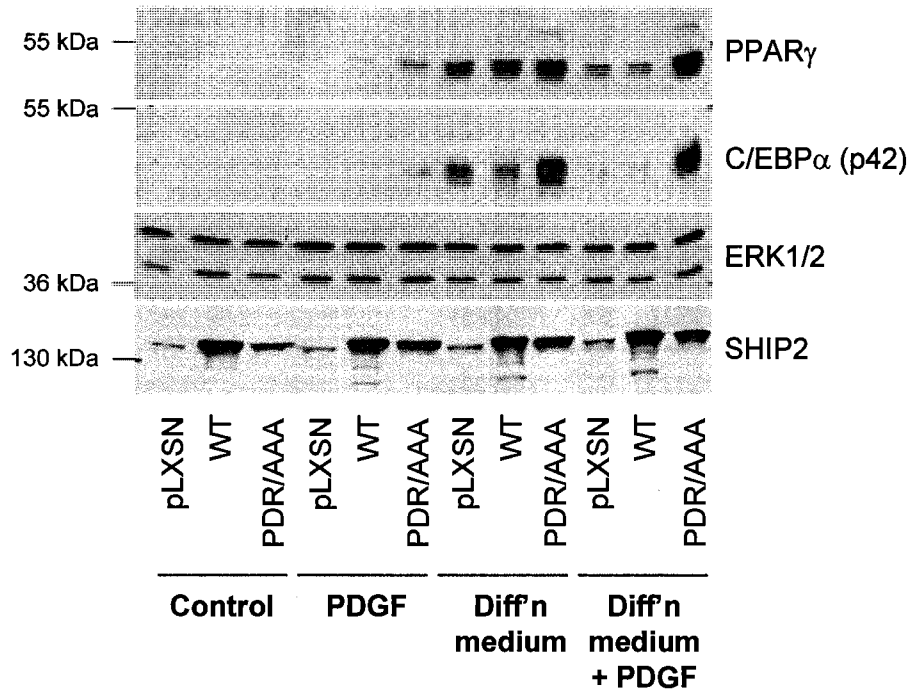 55 kDa
PPARγ
55 kDa
C/EBPα (p42)
ERK1/2
36 kDa
SHIP2
130 kDa
pLXSN WT PDR/AAA pLXSN WT PDR/AAA pLXSN WT PDR/AAA pLXSN WT PDR/AAA
Control PDGF Diff'n Diff'n
medium medium
+ PDGF